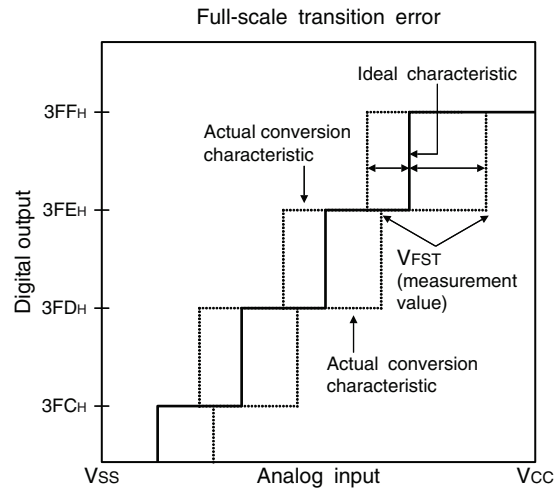 Full-scale transition error
Ideal characteristic
3FFH
Actual conversion
characteristic
3FEH
Digital output
VFST
(measurement
value)
3FDH
Actual conversion
characteristic
3FCH
VSS
Analog input
VCC